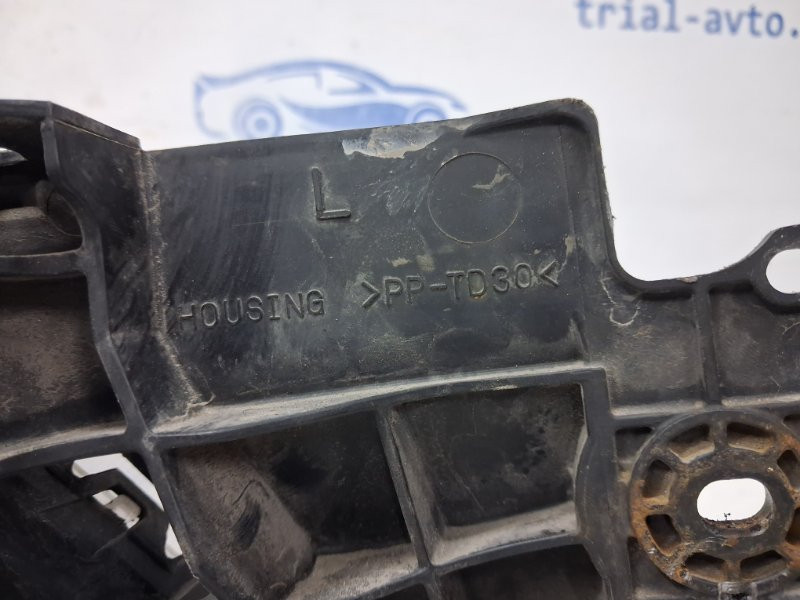 trial-avto.
L
HOUSING >PP-TD30<